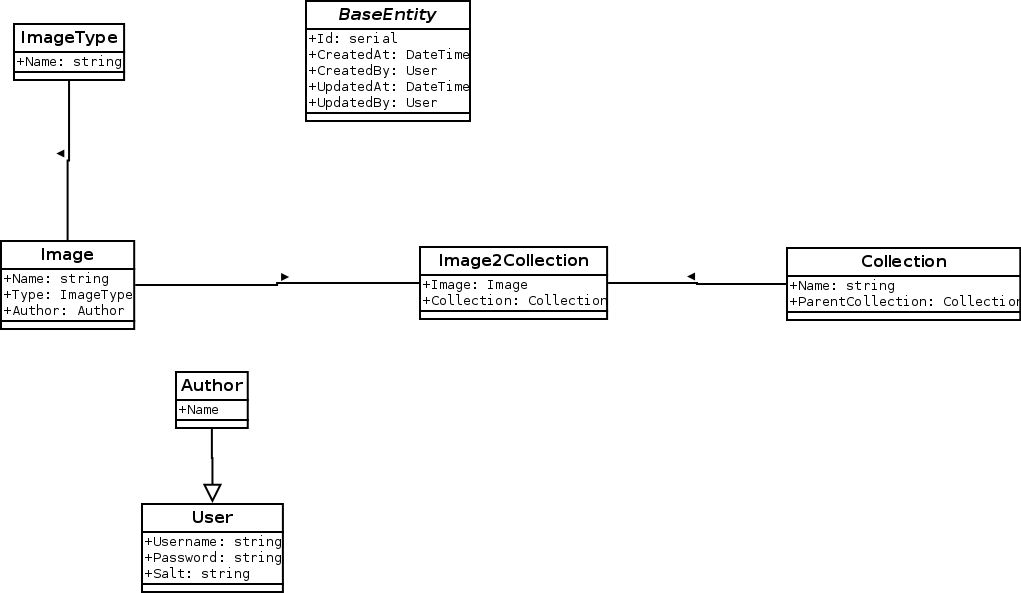 BaseEntity
+Id: serial
+CreatedAt: DateTime
+CreatedBy: User
+UpdatedAt: DateTime
+UpdatedBy: User
ImageType
+Name: string
Image
+Name: string
+Type: ImageType
+Author: Author
Image2Collection
+Image: Image
+Collection: Collection
Collection
+Name: string
+ParentCollection: Collection
Author
+Name
User
+Username: string
+Password: string
+Salt: string